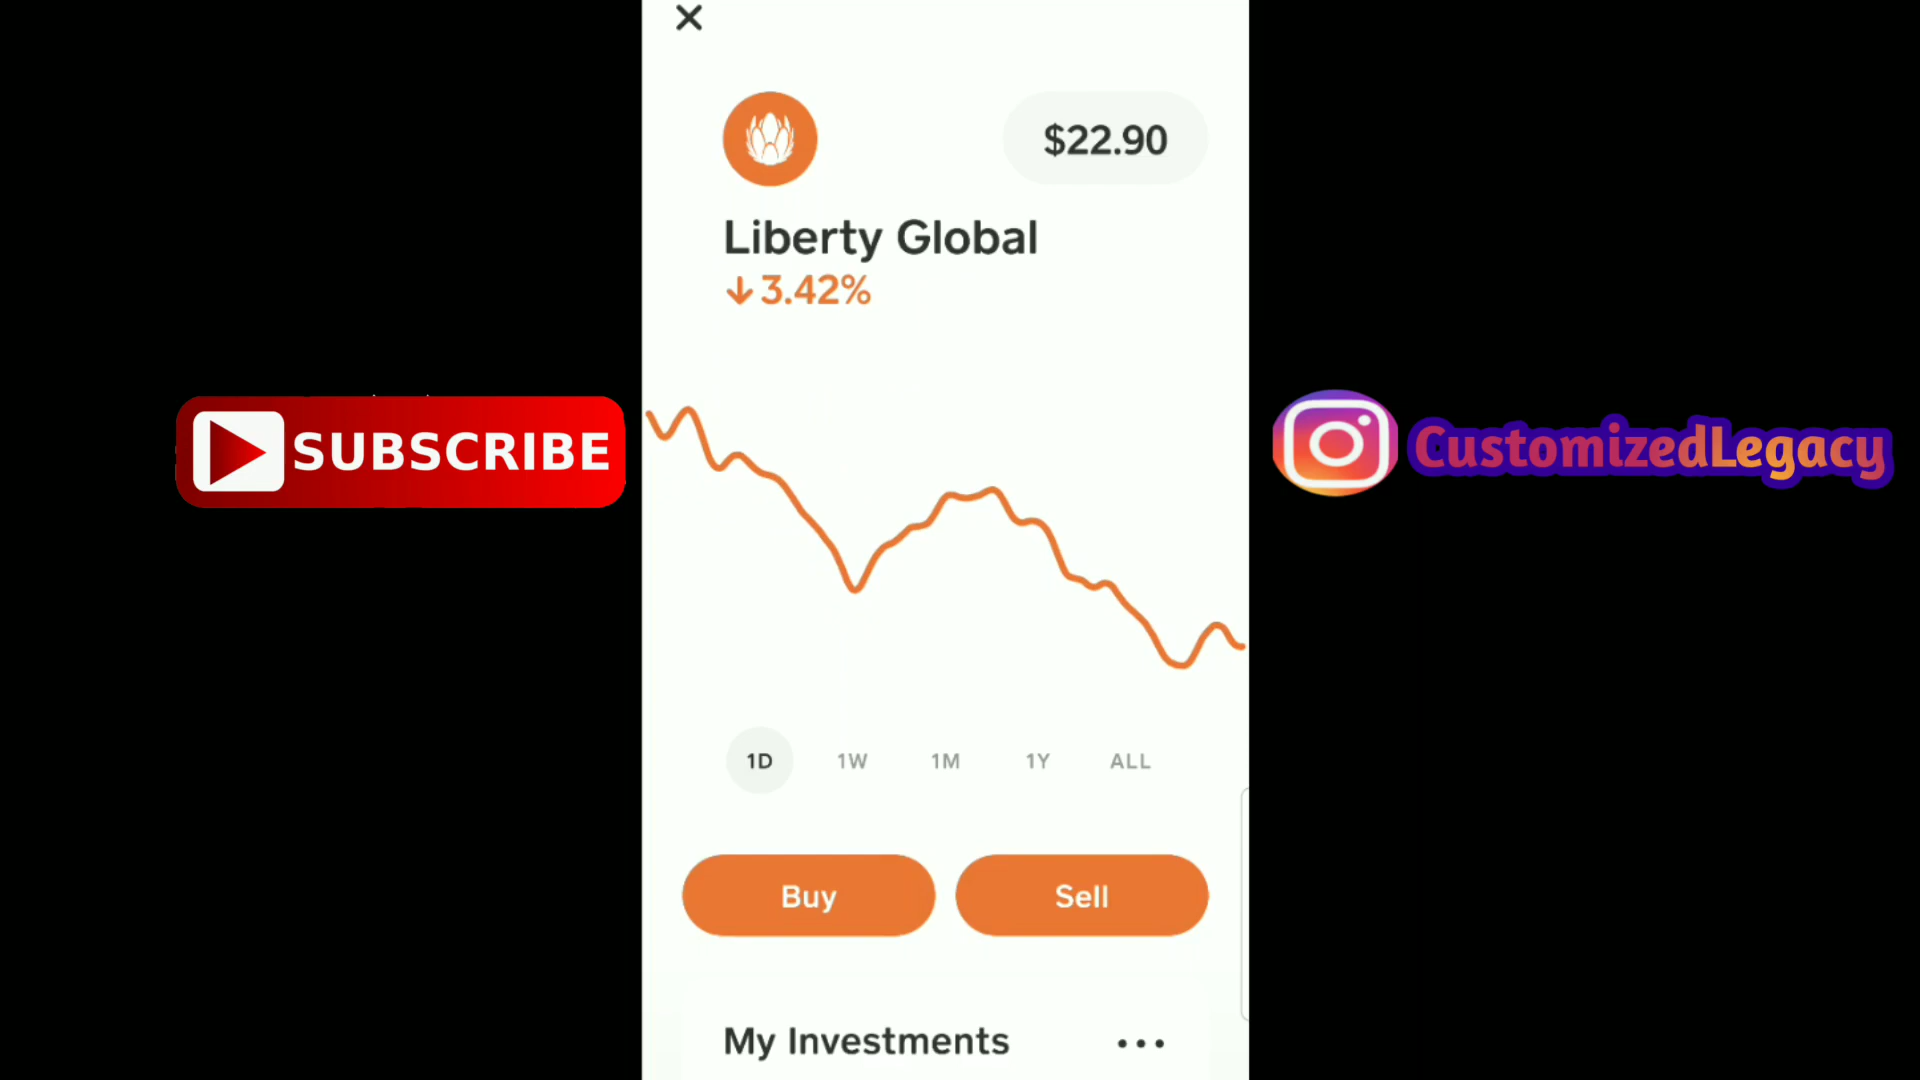 $22.90
Liberty Global
↓ 3.42%
SUBSCRIBE
CustomizedLegacy
1D 1W 1M 1Y ALL
Buy Sell
My Investments